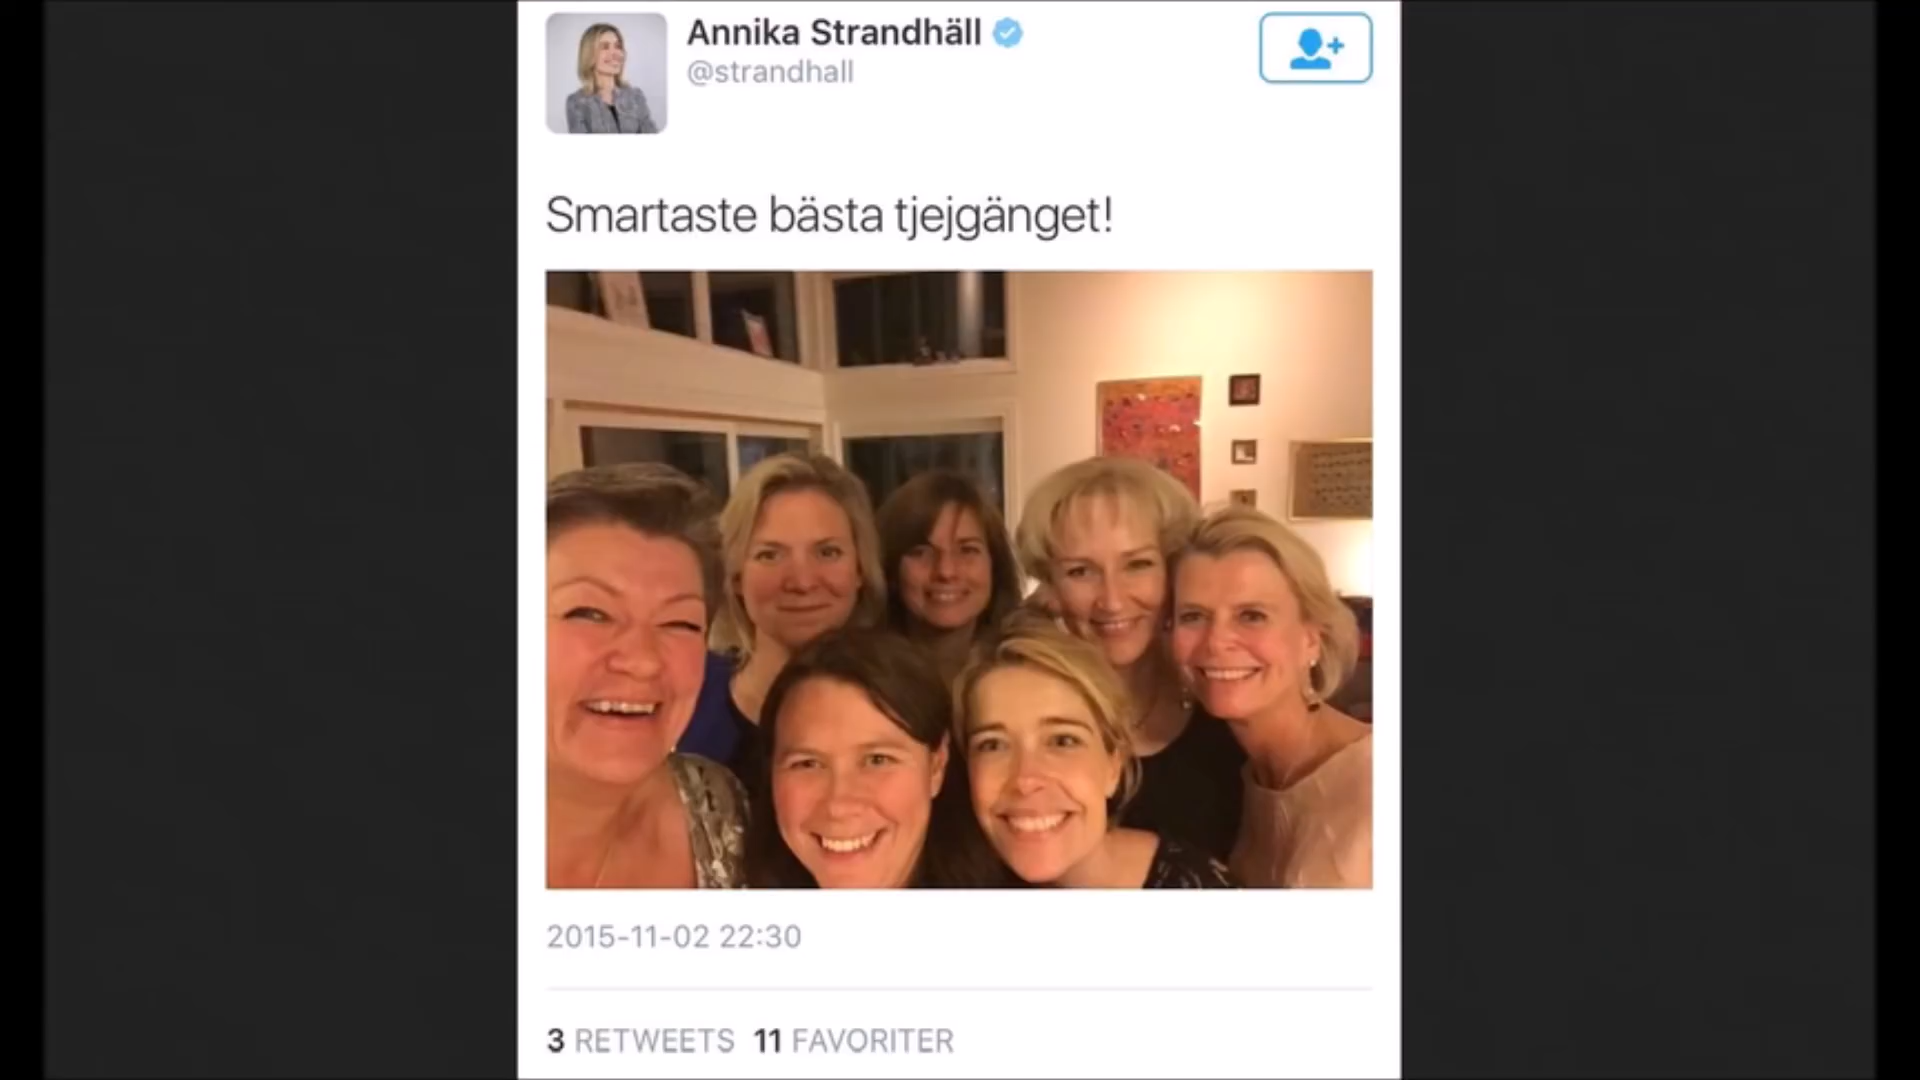 Annika Strandhäll
@strandhall
Smartaste bästa tjejgänget!
2015-11-02 22:30
3 RETWEETS 11 FAVORITER